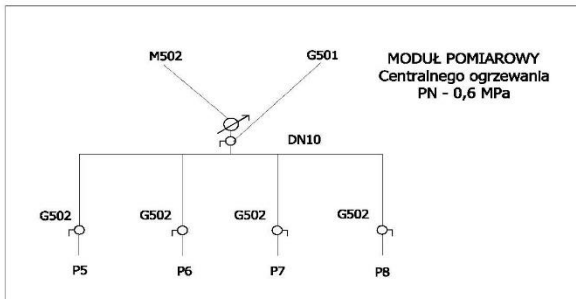 M502
G501
MODUŁ POMIAROWY
Centralnego ogrzewania
PN - 0,6 MPa
DN10
G502
G502
G502
G502
P5
P6
P7
P8